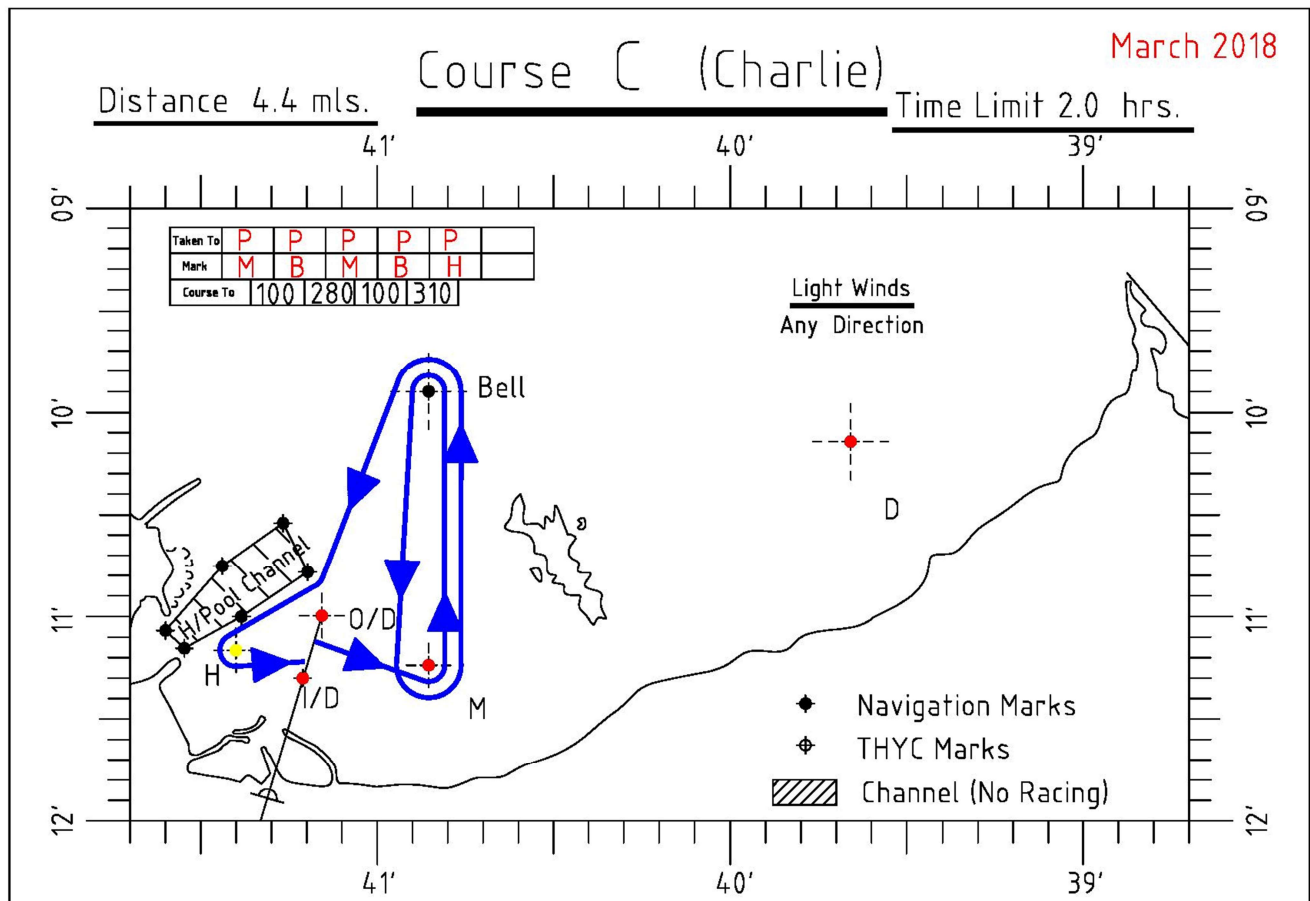 March 2018
Course C (Charlie)
Distance 4.4 mls.
Time Limit 2.0 hrs.
41' 40' 39'
09' 09'
Taken To P P P P P
Mark M B M B H
Course To 100 280 100 310
Light Winds
Any Direction
Bell
10' 10'
D
H/Pool Channel
11' 11'
O/D
H
I/D
M
Navigation Marks
THYC Marks
Channel (No Racing)
12' 12'
41' 40' 39'